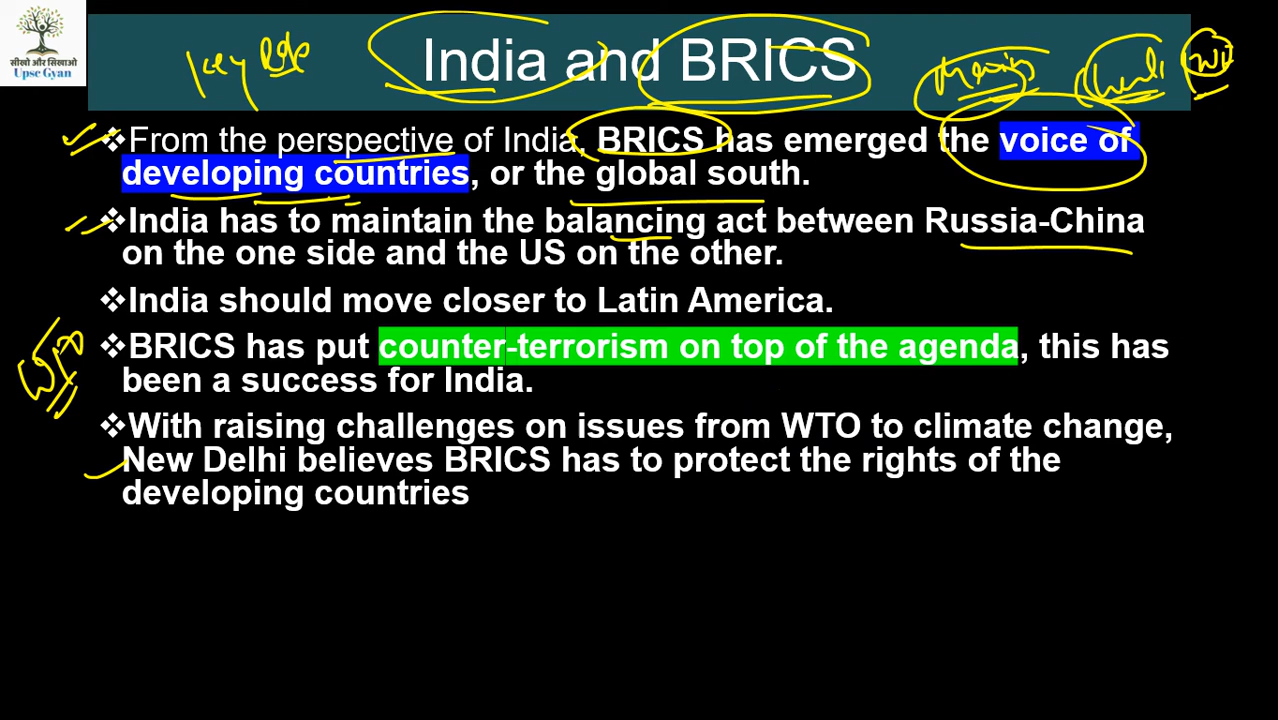 सीखो और सिखाओ
Upsc Gyan
key Role
India and BRICS
❖From the perspective of India, BRICS has emerged the voice of
developing countries, or the global south.
❖India has to maintain the balancing act between Russia-China
on the one side and the US on the other.
❖India should move closer to Latin America.
❖BRICS has put counter-terrorism on top of the agenda, this has
been a success for India.
❖With raising challenges on issues from WTO to climate change,
New Delhi believes BRICS has to protect the rights of the
developing countries